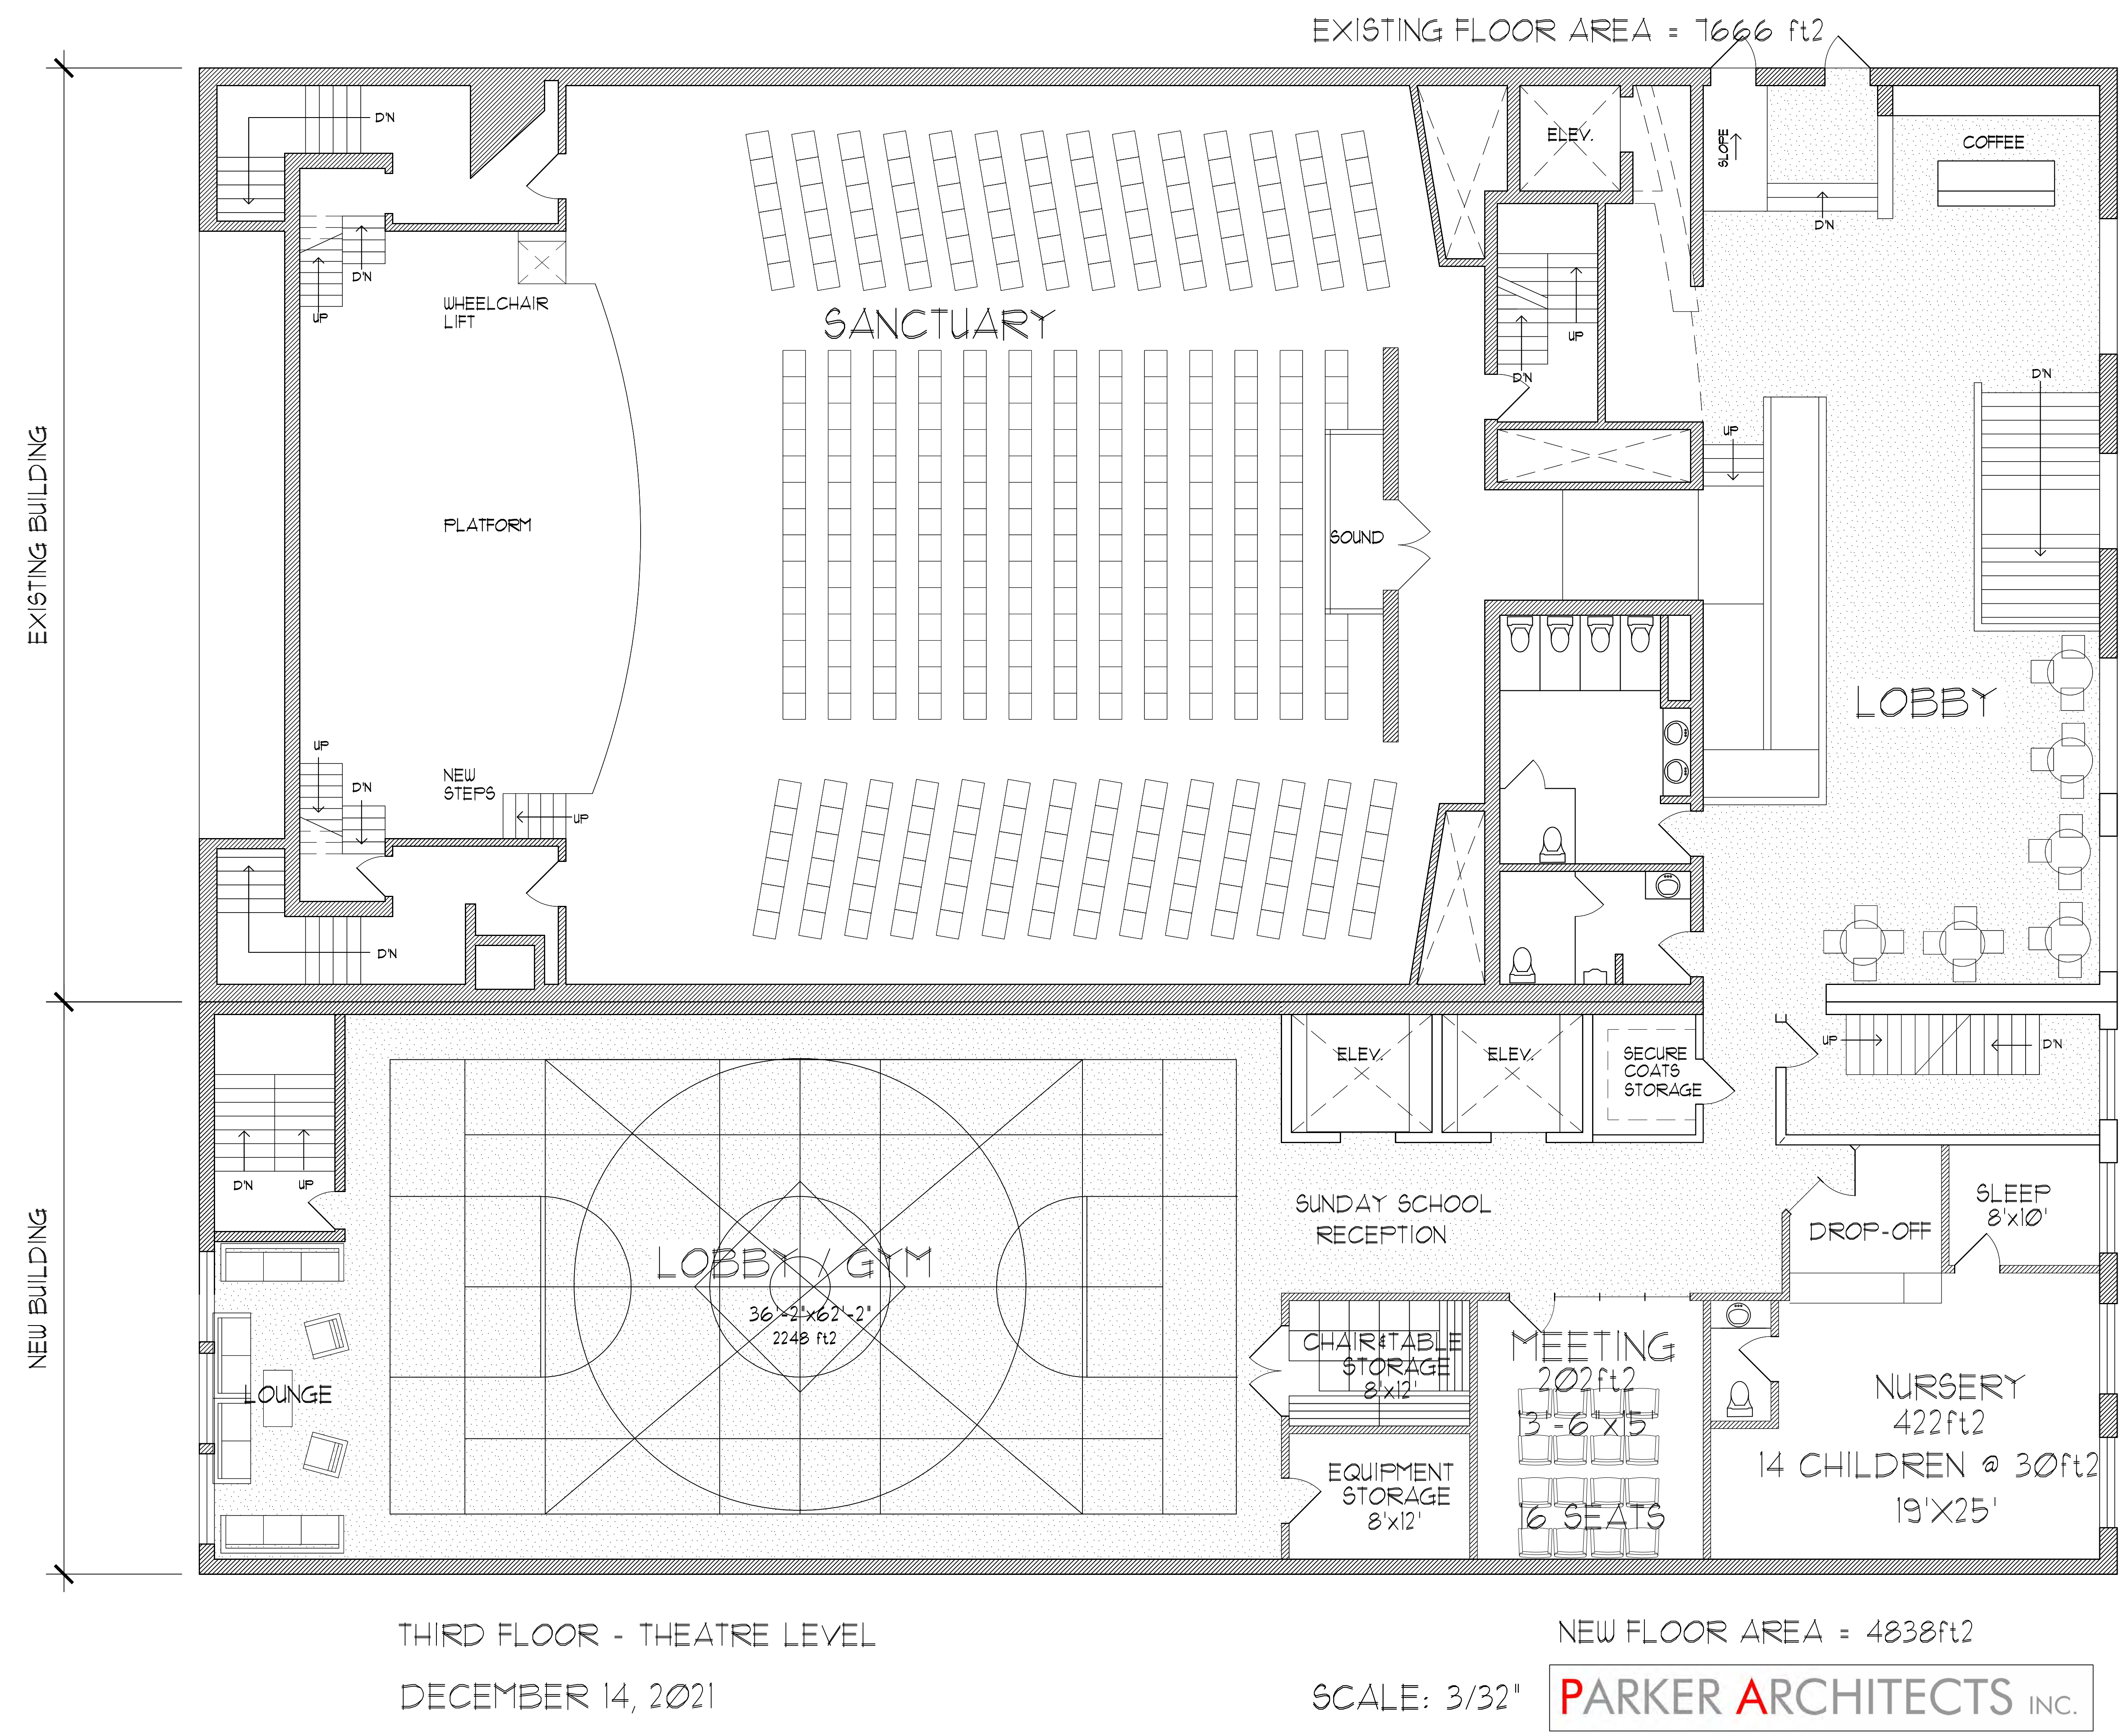 EXISTING FLOOR AREA = 7666 ft2
D'N
ELEV.
SLOPE
COFFEE
D'N
D'N
UP
WHEELCHAIR
LIFT
SANCTUARY
UP
D'N
D'N
UP
EXISTING BUILDING
PLATFORM
SOUND
LOBBY
UP
D'N
NEW
STEPS
UP
D'N
ELEV.
ELEV.
SECURE
COATS
STORAGE
UP
D'N
D'N
UP
SUNDAY SCHOOL
RECEPTION
DROP-OFF
SLEEP
8'x10'
NEW BUILDING
LOBBY / GYM
36'-2"x62'-2"
2248 ft2
LOUNGE
CHAIR&TABLE
STORAGE
8'x12'
MEETING
202ft2
13'-6"x15'
16 SEATS
EQUIPMENT
STORAGE
8'x12'
NURSERY
422ft2
14 CHILDREN @ 30ft2
19'X25'
THIRD FLOOR - THEATRE LEVEL
NEW FLOOR AREA = 4838ft2
DECEMBER 14, 2021
SCALE: 3/32"
PARKER ARCHITECTS INC.